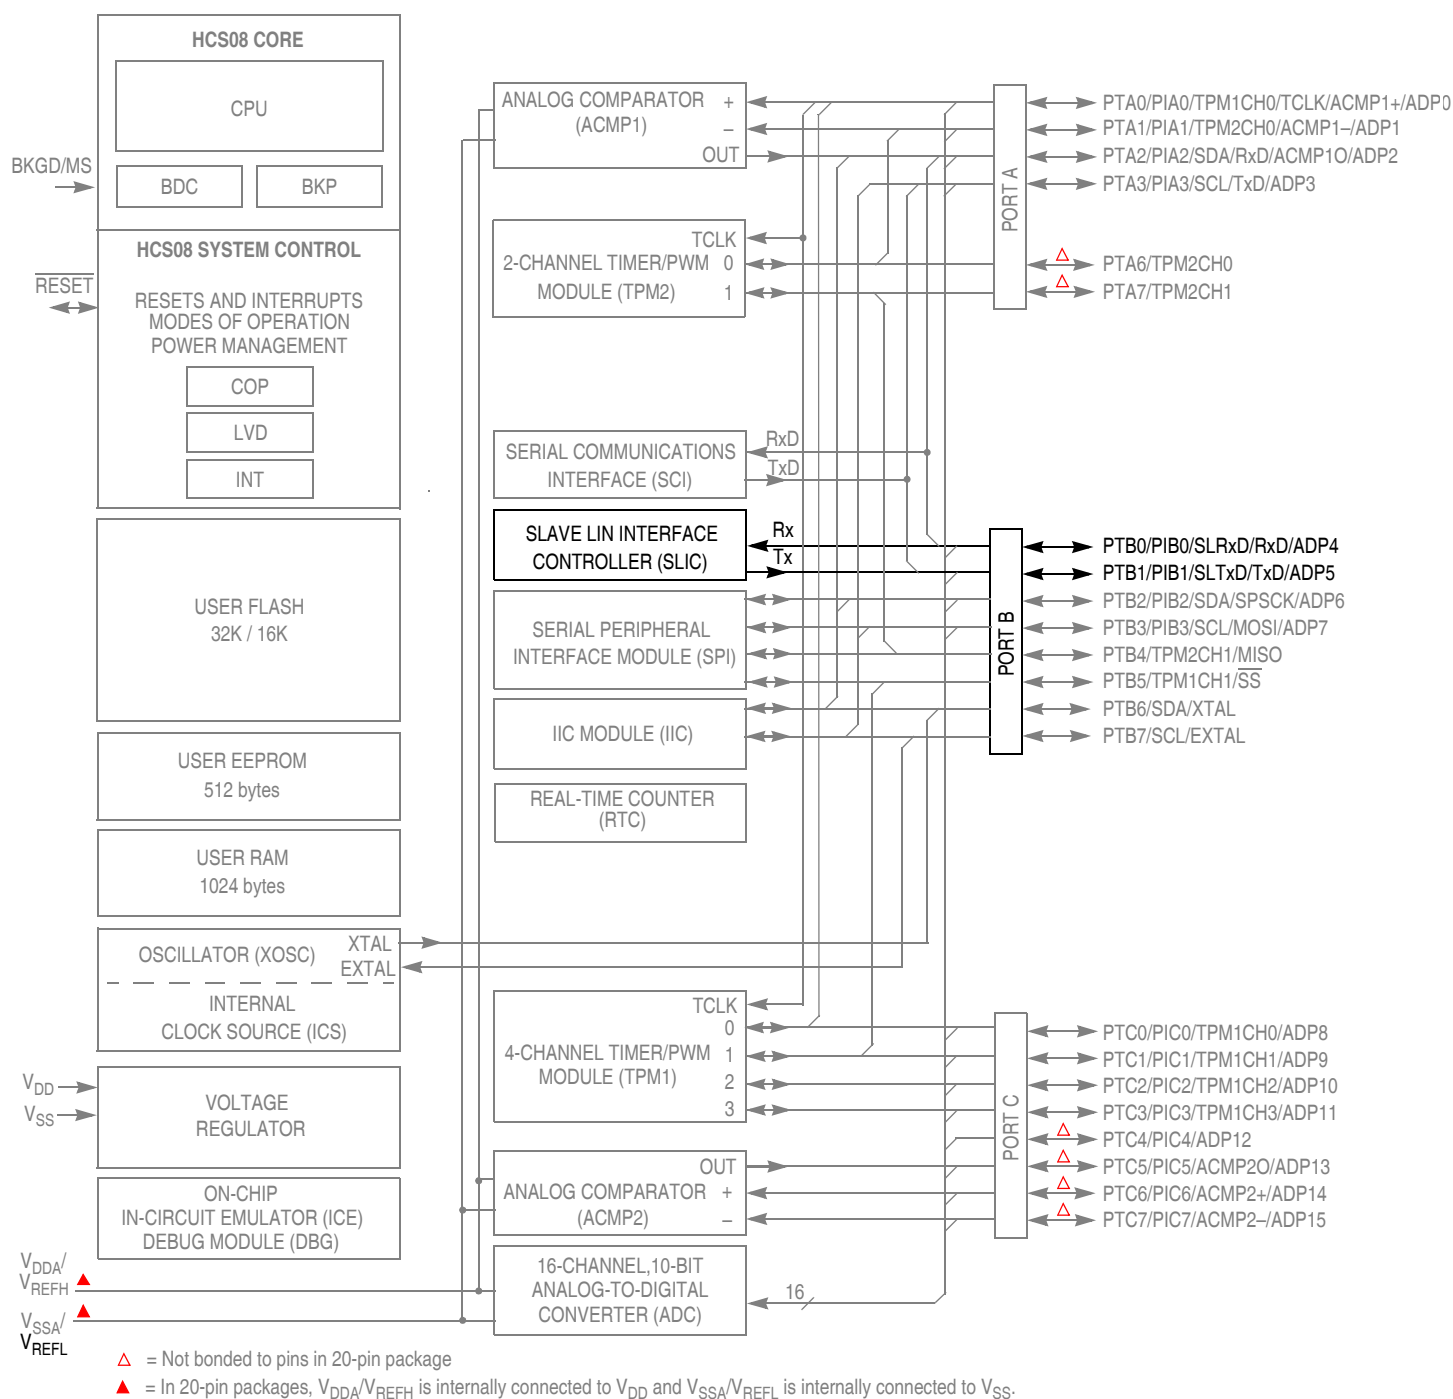 HCS08 CORE
CPU
BDC
BKP
BKGD/MS
HCS08 SYSTEM CONTROL
RESET
RESETS AND INTERRUPTS
MODES OF OPERATION
POWER MANAGEMENT
COP
LVD
INT
USER FLASH
32K / 16K
USER EEPROM
512 bytes
USER RAM
1024 bytes
OSCILLATOR (XOSC)
XTAL
EXTAL
INTERNAL
CLOCK SOURCE (ICS)
VDD
VSS
VOLTAGE
REGULATOR
ON-CHIP
IN-CIRCUIT EMULATOR (ICE)
DEBUG MODULE (DBG)
VDDA/
VREFH
VSSA/
VREFL
ANALOG COMPARATOR +
(ACMP1)
–
OUT
TCLK
2-CHANNEL TIMER/PWM 0
MODULE (TPM2) 1
SERIAL COMMUNICATIONS
INTERFACE (SCI)
RxD
TxD
SLAVE LIN INTERFACE
CONTROLLER (SLIC)
Rx
Tx
SERIAL PERIPHERAL
INTERFACE MODULE (SPI)
IIC MODULE (IIC)
REAL-TIME COUNTER
(RTC)
TCLK
0
4-CHANNEL TIMER/PWM 1
MODULE (TPM1)
2
3
OUT
ANALOG COMPARATOR +
(ACMP2) –
16-CHANNEL,10-BIT
ANALOG-TO-DIGITAL
CONVERTER (ADC)
16
PORT A
PTA0/PIA0/TPM1CH0/TCLK/ACMP1+/ADP0
PTA1/PIA1/TPM2CH0/ACMP1–/ADP1
PTA2/PIA2/SDA/RxD/ACMP1O/ADP2
PTA3/PIA3/SCL/TxD/ADP3
PTA6/TPM2CH0
PTA7/TPM2CH1
PORT B
PTB0/PIB0/SLRxD/RxD/ADP4
PTB1/PIB1/SLTxD/TxD/ADP5
PTB2/PIB2/SDA/SPSCK/ADP6
PTB3/PIB3/SCL/MOSI/ADP7
PTB4/TPM2CH1/MISO
PTB5/TPM1CH1/SS
PTB6/SDA/XTAL
PTB7/SCL/EXTAL
PORT C
PTC0/PIC0/TPM1CH0/ADP8
PTC1/PIC1/TPM1CH1/ADP9
PTC2/PIC2/TPM1CH2/ADP10
PTC3/PIC3/TPM1CH3/ADP11
PTC4/PIC4/ADP12
PTC5/PIC5/ACMP2O/ADP13
PTC6/PIC6/ACMP2+/ADP14
PTC7/PIC7/ACMP2–/ADP15
△ = Not bonded to pins in 20-pin package
▲ = In 20-pin packages, VDDA/VREFH is internally connected to VDD and VSSA/VREFL is internally connected to VSS.